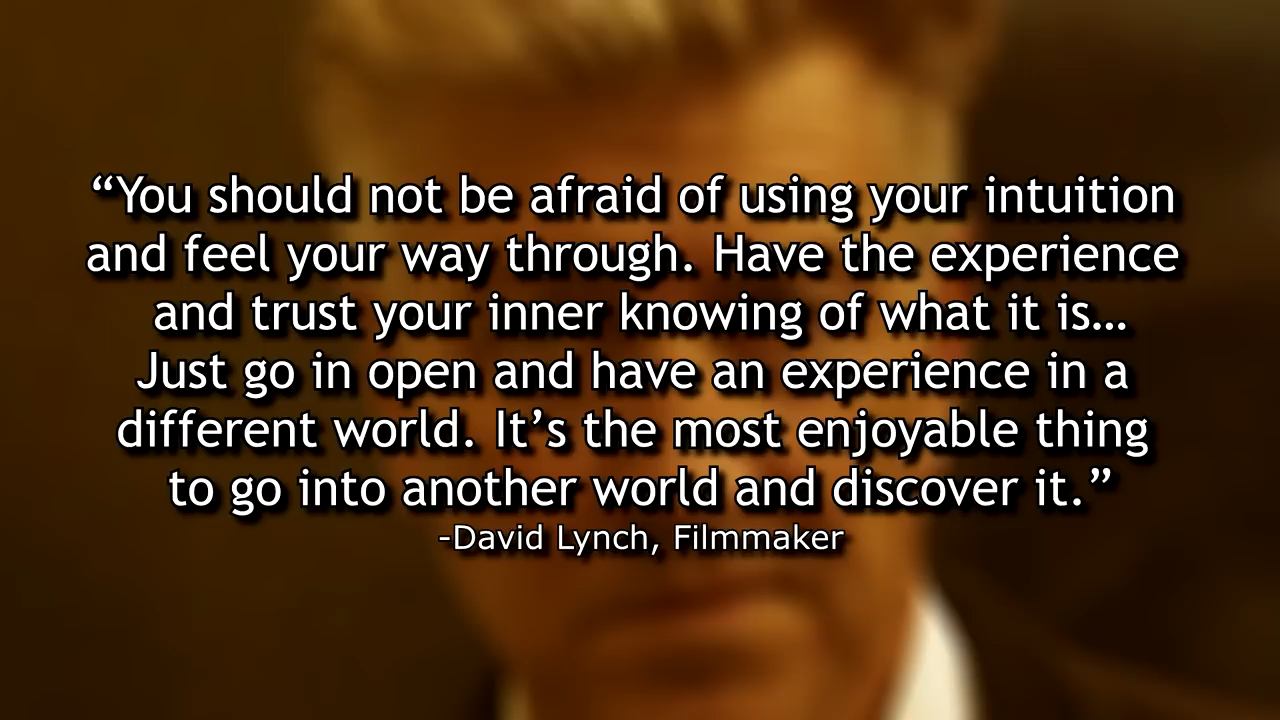 “You should not be afraid of using your intuition
and feel your way through. Have the experience
and trust your inner knowing of what it is…
Just go in open and have an experience in a
different world. It’s the most enjoyable thing
to go into another world and discover it.”
-David Lynch, Filmmaker